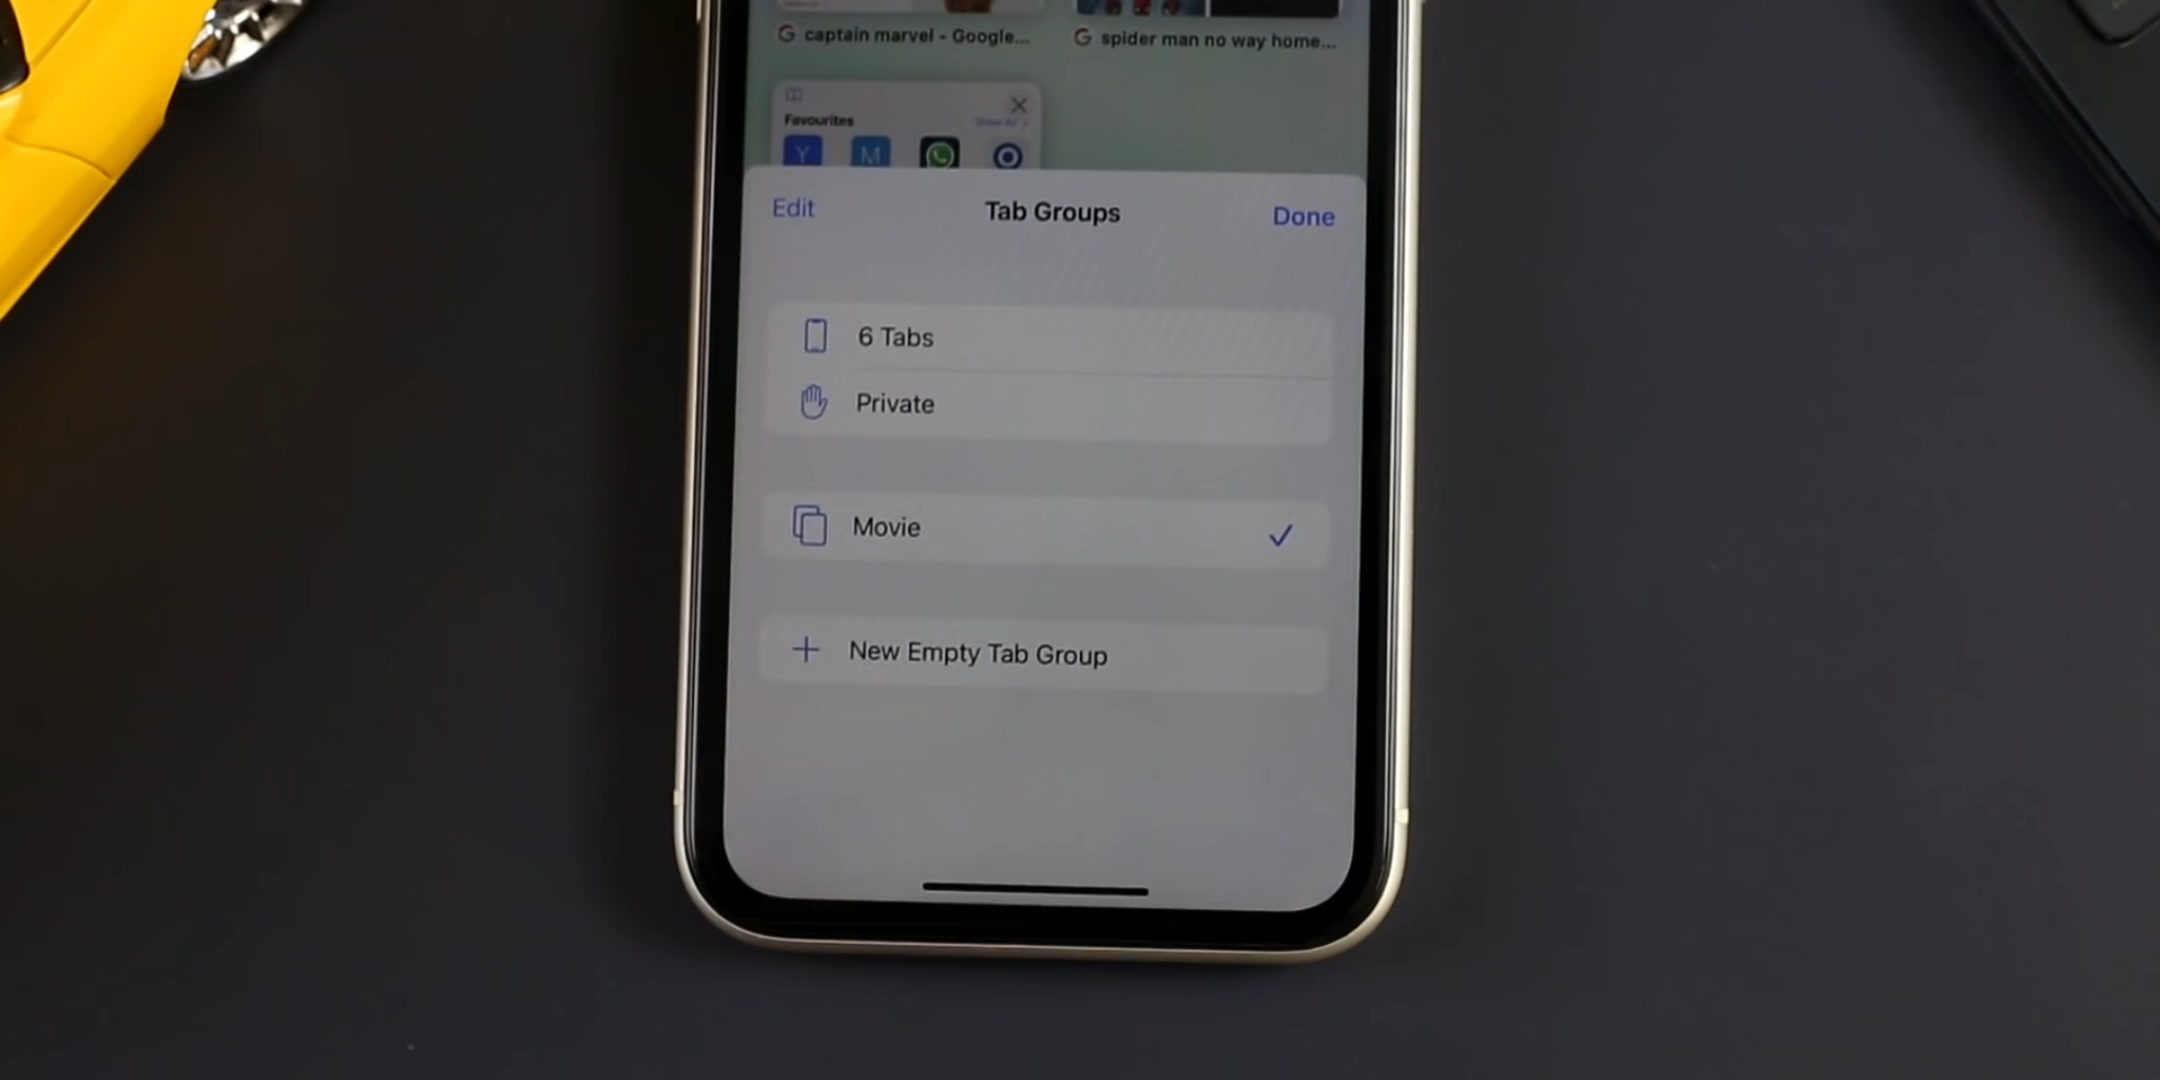 captain marvel - Google...
spider man no way home...
Favourites
Y M
Edit
Tab Groups
Done
6 Tabs
Private
Movie
New Empty Tab Group